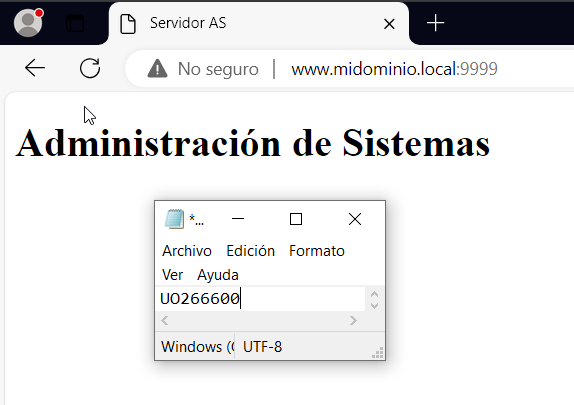 Servidor AS
No seguro
www.midominio.local:9999
Administración de Sistemas
*...
Archivo Edición Formato
Ver Ayuda
UO266600
Windows (C UTF-8